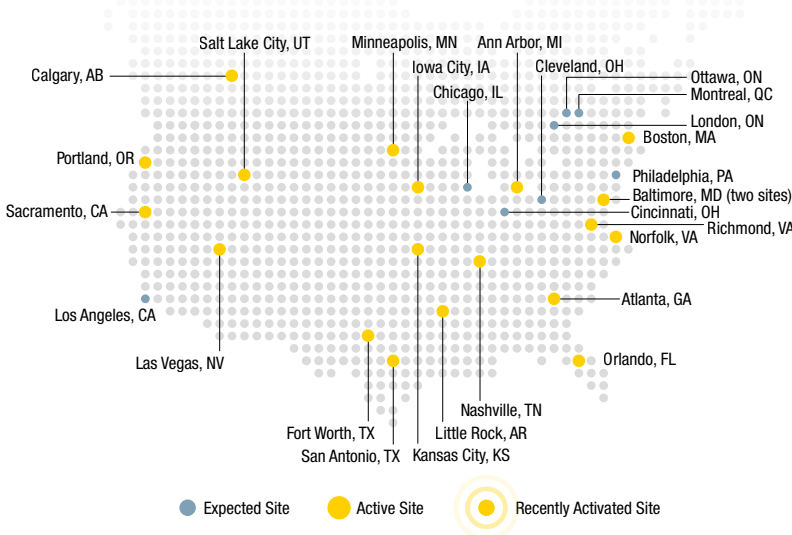 Salt Lake City, UT
Minneapolis, MN
Ann Arbor, MI
Iowa City, IA
Cleveland, OH
Calgary, AB
Ottawa, ON
Chicago, IL
Montreal, QC
London, ON
Boston, MA
Portland, OR
Philadelphia, PA
Baltimore, MD (two sites)
Sacramento, CA
Cincinnati, OH
Richmond, VA
Norfolk, VA
Los Angeles, CA
Atlanta, GA
Las Vegas, NV
Orlando, FL
Nashville, TN
Fort Worth, TX
Little Rock, AR
San Antonio, TX
Kansas City, KS
Expected Site
Active Site
Recently Activated Site